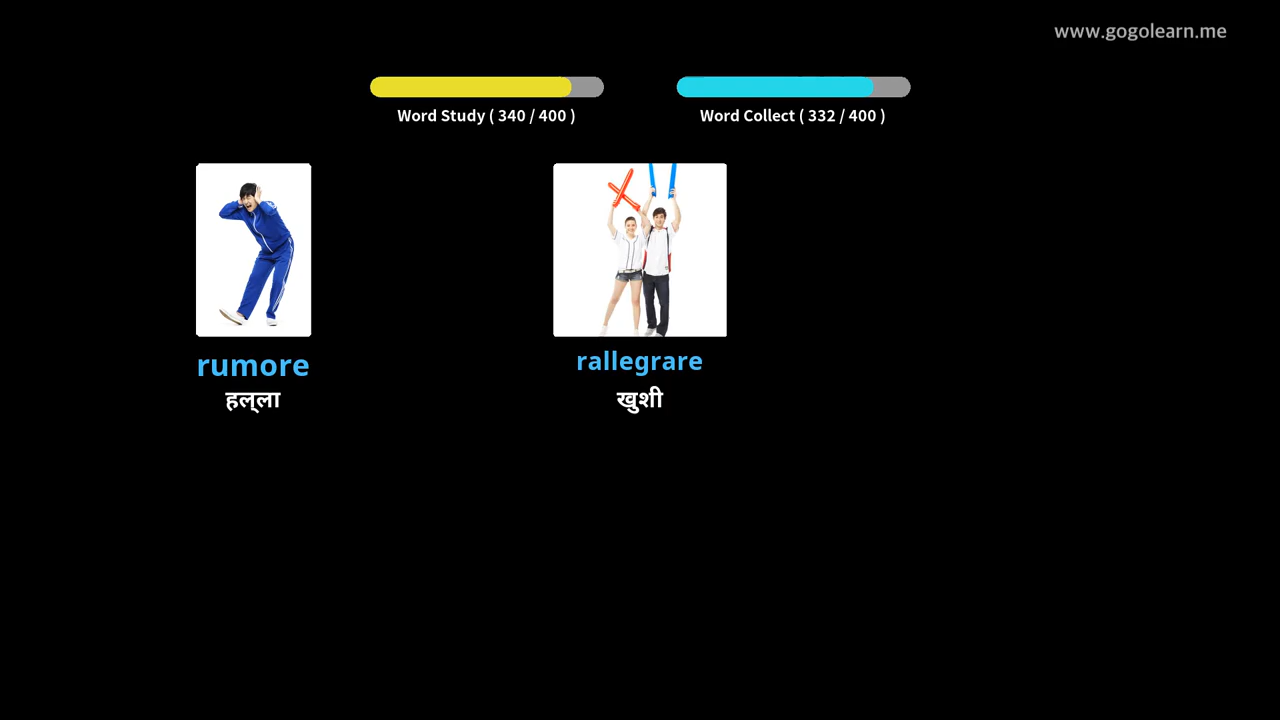 www.gogolearn.me
Word Study ( 340 / 400 )
Word Collect ( 332 / 400 )
rumore
हल्‌ला
rallegrare
खुशी